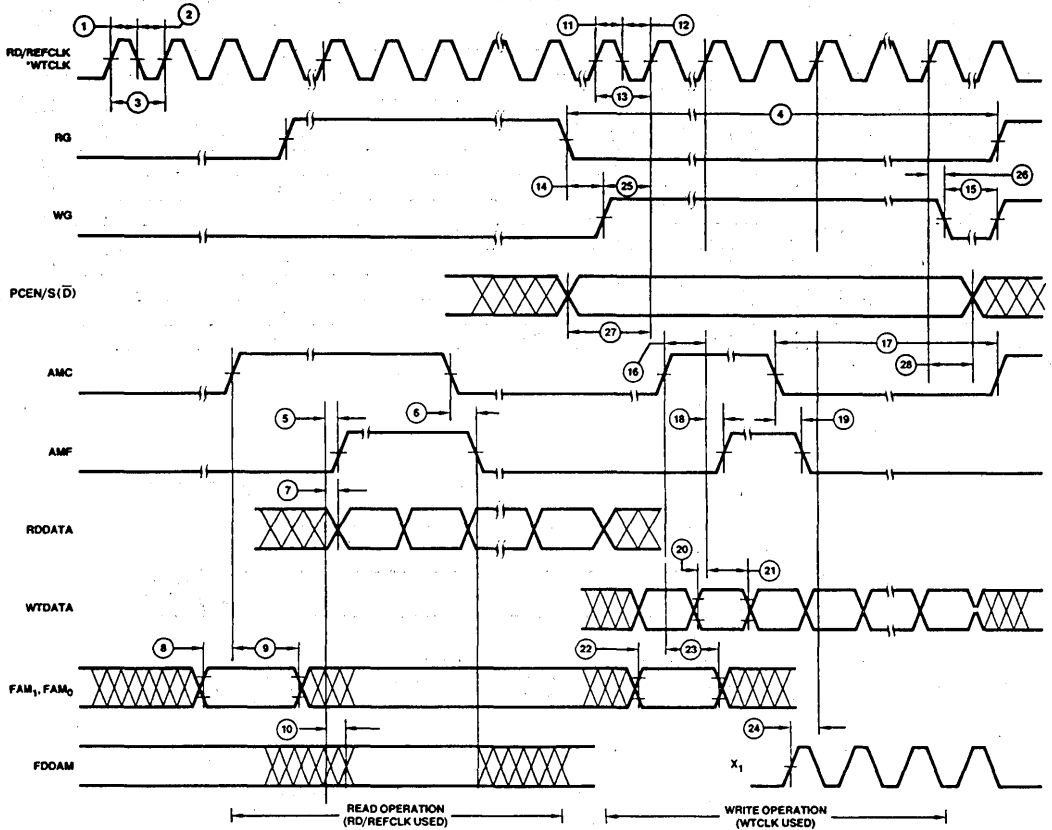 1 2 11 12
RD/REFCLK
*WTCLK
3 13
4
RG
14 25 26
15
WG
PCEN/S(D̅)
27
17
16 28
AMC
5 6 18 19
AMF
7
RDDATA
20 21
WTDATA
8 9 22 23
FAM₁, FAM₀
10 24
FDOAM
X₁
READ OPERATION
(RD/REFCLK USED)
WRITE OPERATION
(WTCLK USED)